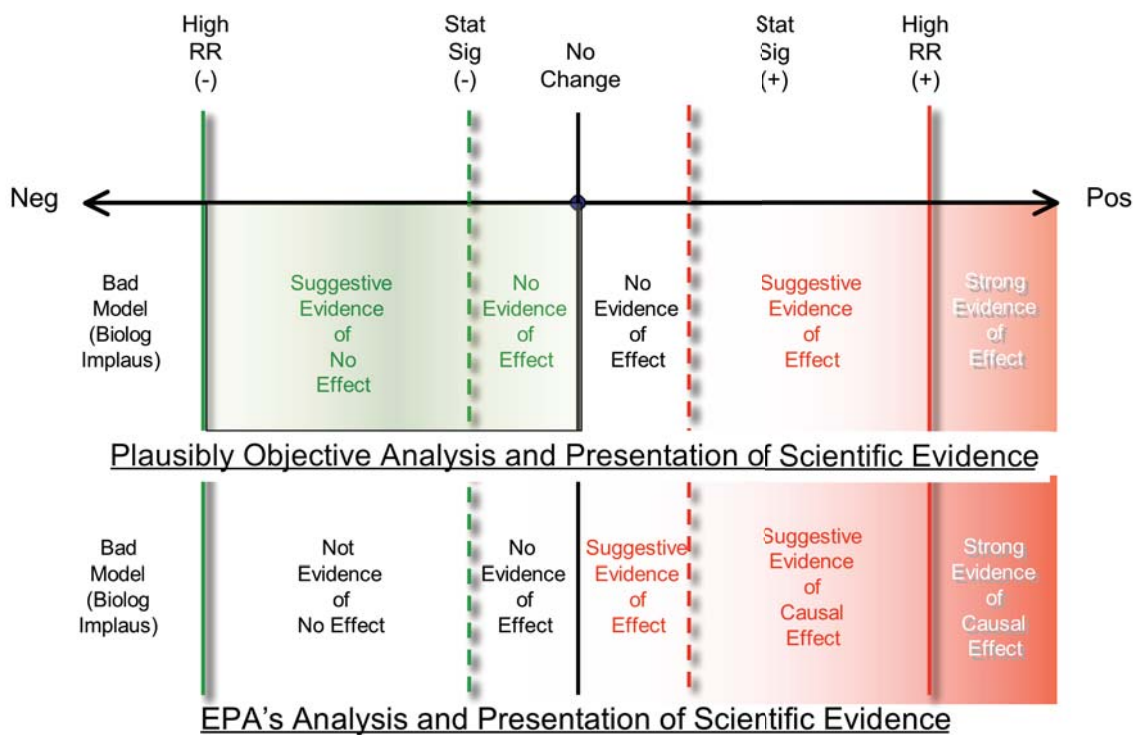 High
RR
(-)
Stat
Sig
(-)
No
Change
Stat
Sig
(+)
High
RR
(+)
Neg
Pos
Bad
Model
(Biolog
Implaus)
Suggestive
Evidence
of
No
Effect
No
Evidence
of
Effect
No
Evidence
of
Effect
Suggestive
Evidence
of
Effect
Strong
Evidence
of
Effect
Plausibly Objective Analysis and Presentation of Scientific Evidence
Bad
Model
(Biolog
Implaus)
Not
Evidence
of
No Effect
No
Evidence
of
Effect
Suggestive
Evidence
of
Effect
Suggestive
Evidence
of
Causal
Effect
Strong
Evidence
of
Causal
Effect
EPA's Analysis and Presentation of Scientific Evidence